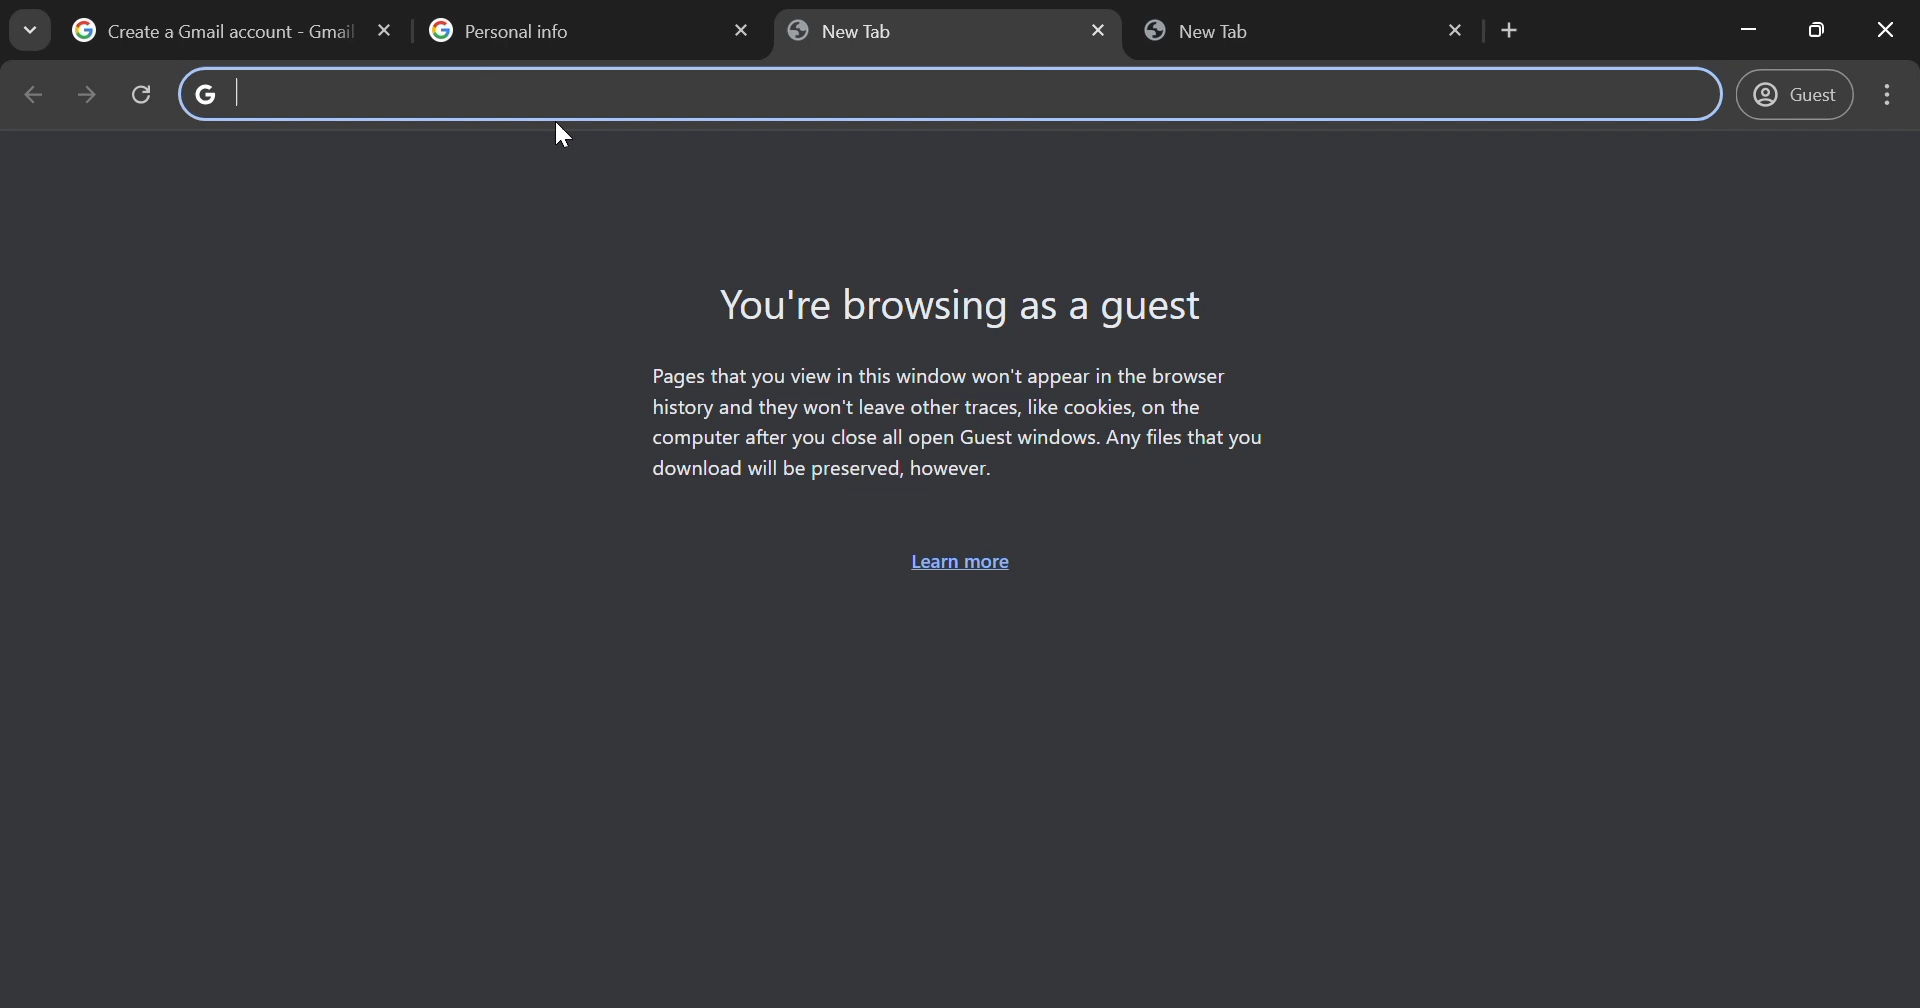 Create a Gmail account - Gmail
Personal info
New Tab
New Tab
Guest
You're browsing as a guest
Pages that you view in this window won't appear in the browser
history and they won't leave other traces, like cookies, on the
computer after you close all open Guest windows. Any files that you
download will be preserved, however.
Learn more